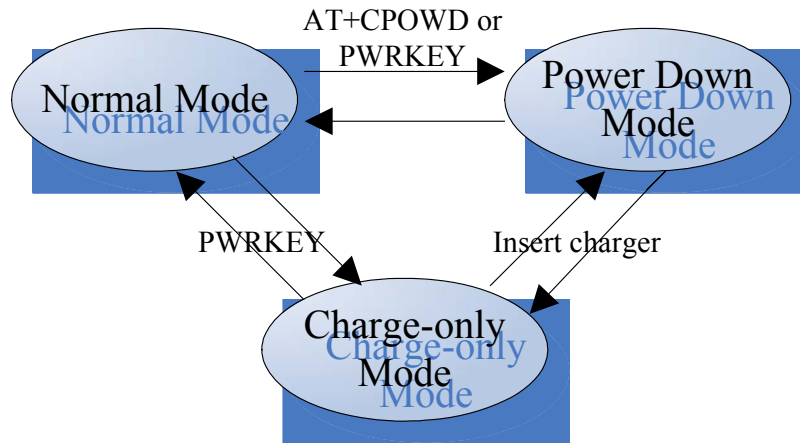 AT+CPOWD or
PWRKEY
Normal Mode
Normal Mode
Power Down
Mode
Power Down
Mode
PWRKEY
Insert charger
Charge-only
Mode
Charge-only
Mode